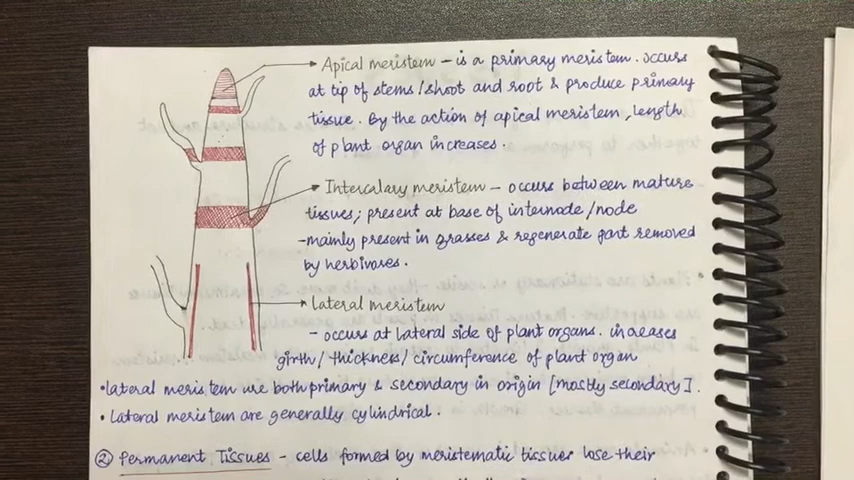 Apical meristem - is a primary meristem. Occurs
at tip of stems/shoot and root & produce primary
tissue. By the action of apical meristem, length
of plant organ increases.
Intercalary meristem - occurs between mature
tissues; present at base of internode/node
-mainly present in grasses & regenerate part removed
by herbivores.
Lateral meristem
- occurs at lateral side of plant organs. increases
girth/thickness/circumference of plant organ
• Lateral meristem are both primary & secondary in origin [mostly secondary].
• Lateral meristem are generally cylindrical.
② Permanent Tissues - cells formed by meristematic tissues lose their